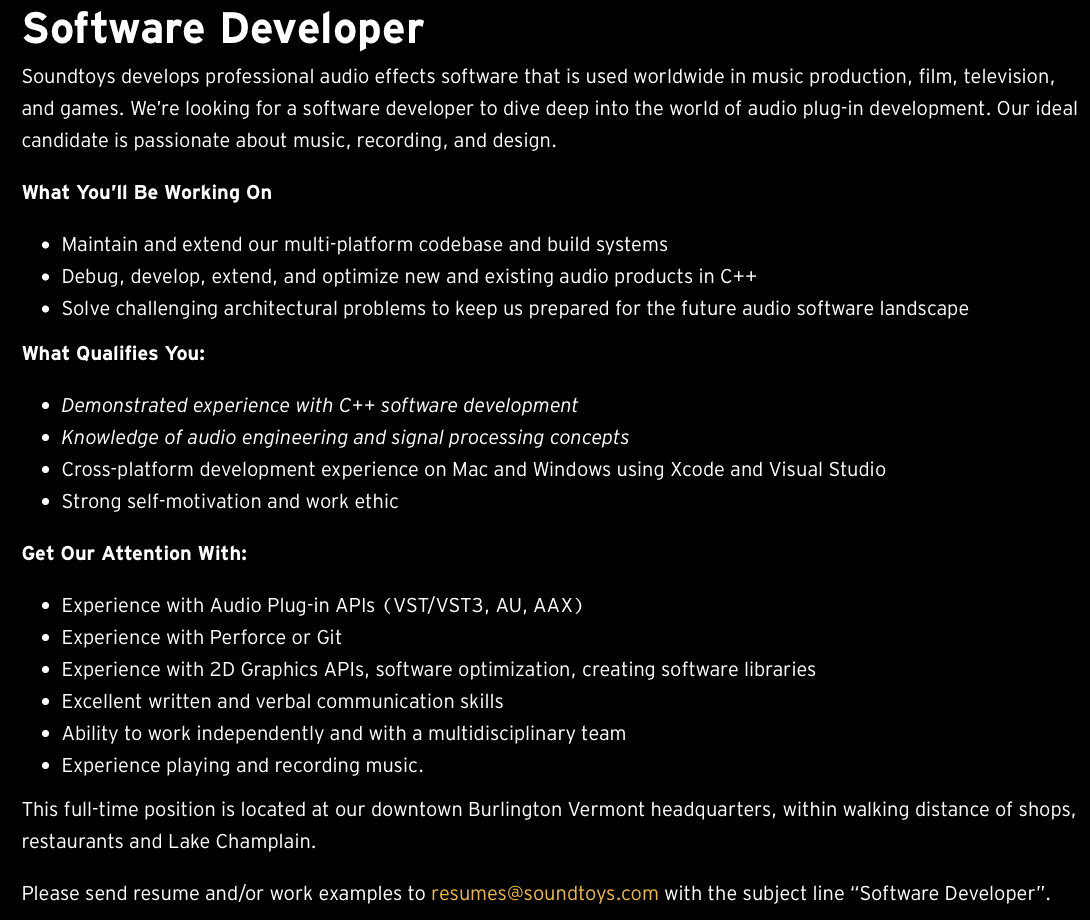 Software Developer
Soundtoys develops professional audio effects software that is used worldwide in music production, film, television,
and games. We’re looking for a software developer to dive deep into the world of audio plug-in development. Our ideal
candidate is passionate about music, recording, and design.
What You’ll Be Working On
• Maintain and extend our multi-platform codebase and build systems
• Debug, develop, extend, and optimize new and existing audio products in C++
• Solve challenging architectural problems to keep us prepared for the future audio software landscape
What Qualifies You:
• Demonstrated experience with C++ software development
• Knowledge of audio engineering and signal processing concepts
• Cross-platform development experience on Mac and Windows using Xcode and Visual Studio
• Strong self-motivation and work ethic
Get Our Attention With:
• Experience with Audio Plug-in APIs (VST/VST3, AU, AAX)
• Experience with Perforce or Git
• Experience with 2D Graphics APIs, software optimization, creating software libraries
• Excellent written and verbal communication skills
• Ability to work independently and with a multidisciplinary team
• Experience playing and recording music.
This full-time position is located at our downtown Burlington Vermont headquarters, within walking distance of shops,
restaurants and Lake Champlain.
Please send resume and/or work examples to resumes@soundtoys.com with the subject line “Software Developer”.